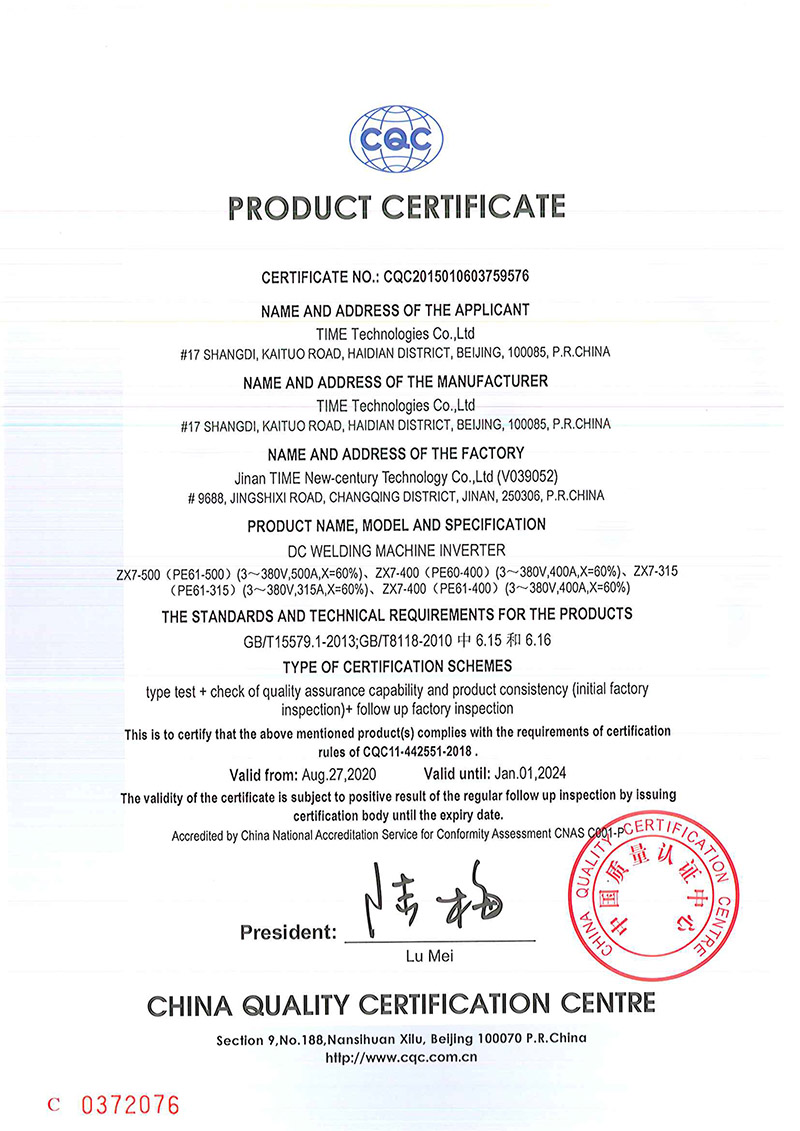 CQC
PRODUCT CERTIFICATE
CERTIFICATE NO.: CQC2015010603759576
NAME AND ADDRESS OF THE APPLICANT
TIME Technologies Co.,Ltd
#17 SHANGDI, KAITUO ROAD, HAIDIAN DISTRICT, BEIJING, 100085, P.R.CHINA
NAME AND ADDRESS OF THE MANUFACTURER
TIME Technologies Co.,Ltd
#17 SHANGDI, KAITUO ROAD, HAIDIAN DISTRICT, BEIJING, 100085, P.R.CHINA
NAME AND ADDRESS OF THE FACTORY
Jinan TIME New-century Technology Co.,Ltd (V039052)
# 9688, JINGSHIXI ROAD, CHANGQING DISTRICT, JINAN, 250306, P.R.CHINA
PRODUCT NAME, MODEL AND SPECIFICATION
DC WELDING MACHINE INVERTER
ZX7-500（PE61-500）(3～380V,500A,X=60%)、ZX7-400（PE60-400）(3～380V,400A,X=60%)、ZX7-315
（PE61-315）(3～380V,315A,X=60%)、ZX7-400（PE61-400）(3～380V,400A,X=60%)
THE STANDARDS AND TECHNICAL REQUIREMENTS FOR THE PRODUCTS
GB/T15579.1-2013;GB/T8118-2010 中 6.15 和 6.16
TYPE OF CERTIFICATION SCHEMES
type test + check of quality assurance capability and product consistency (initial factory
inspection)+ follow up factory inspection
This is to certify that the above mentioned product(s) complies with the requirements of certification
rules of CQC11-442551-2018 .
Valid from: Aug.27,2020 Valid until: Jan.01,2024
The validity of the certificate is subject to positive result of the regular follow up inspection by issuing
certification body until the expiry date.
Accredited by China National Accreditation Service for Conformity Assessment CNAS C001-P
CHINA QUALITY CERTIFICATION CENTRE
中国质量认证中心
陆梅
President:
Lu Mei
CHINA QUALITY CERTIFICATION CENTRE
Section 9,No.188,Nansihuan Xilu, Beijing 100070 P.R.China
http://www.cqc.com.cn
C 0372076